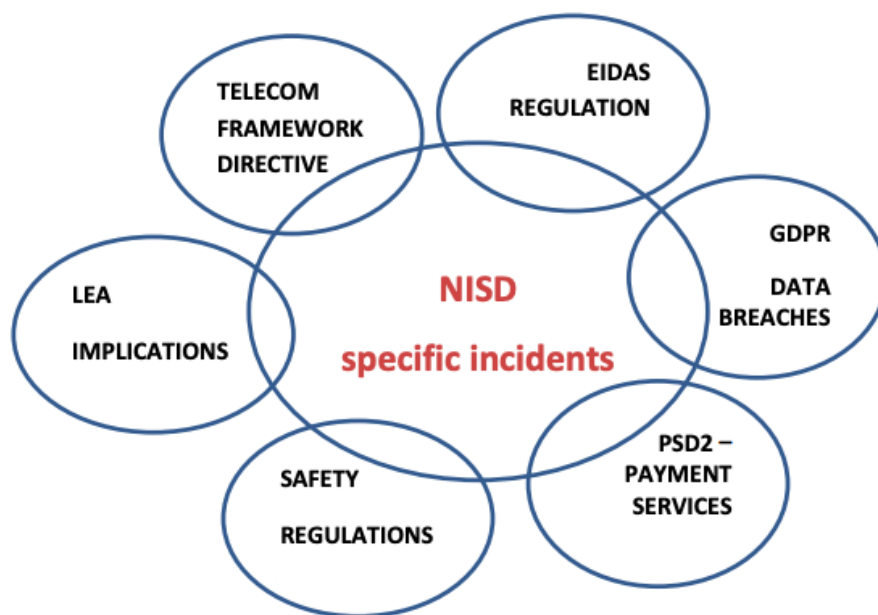 TELECOM
FRAMEWORK
DIRECTIVE
EIDAS
REGULATION
GDPR
DATA
BREACHES
LEA
IMPLICATIONS
NISD
specific incidents
PSD2 –
PAYMENT
SERVICES
SAFETY
REGULATIONS